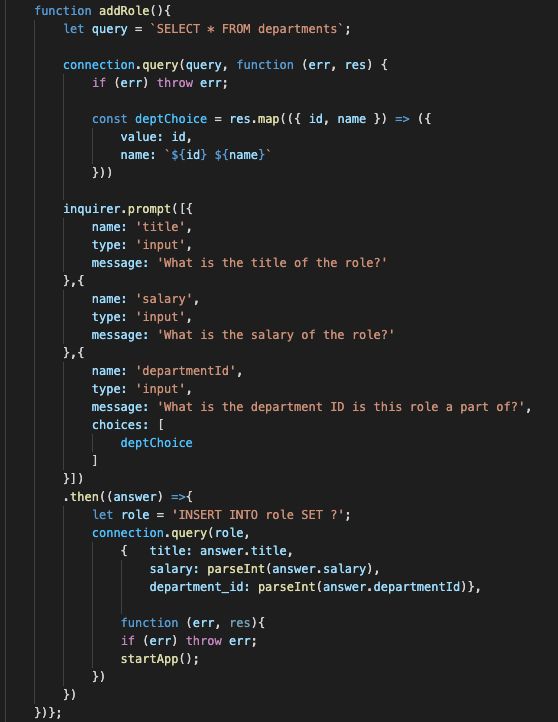 function addRole(){
    let query = `SELECT * FROM departments`;

    connection.query(query, function (err, res) {
        if (err) throw err;

        const deptChoice = res.map(({ id, name }) => ({
            value: id,
            name: `${id} ${name}`
        }))

    inquirer.prompt([{
        name: 'title',
        type: 'input',
        message: 'What is the title of the role?'
    },{
        name: 'salary',
        type: 'input',
        message: 'What is the salary of the role?'
    },{
        name: 'departmentId',
        type: 'input',
        message: 'What is the department ID is this role a part of?',
        choices: [
            deptChoice
        ]
    }])
    .then((answer) =>{
        let role = 'INSERT INTO role SET ?';
        connection.query(role,
            {   title: answer.title,
                salary: parseInt(answer.salary),
                department_id: parseInt(answer.departmentId)},

            function (err, res){
            if (err) throw err;
            startApp();
        })
    })
})};